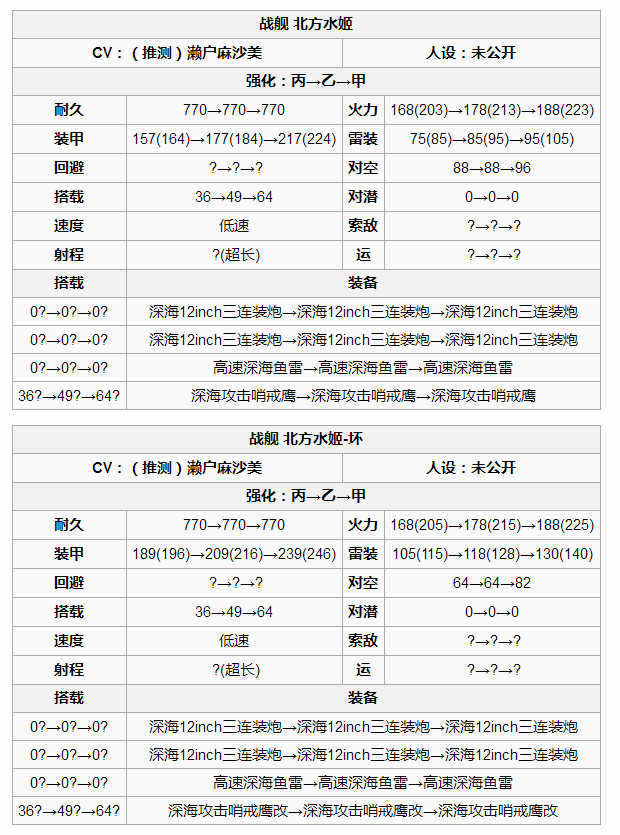 战舰 北方水姬
CV：（推测）濑户麻沙美 人设：未公开
强化：丙→乙→甲
耐久 770→770→770 火力 168(203)→178(213)→188(223)
装甲 157(164)→177(184)→217(224) 雷装 75(85)→85(95)→95(105)
回避 ?→?→? 对空 88→88→96
搭载 36→49→64 对潜 0→0→0
速度 低速 索敌 ?→?→?
射程 ?(超长) 运 ?→?→?
搭载 装备
0?→0?→0? 深海12inch三连装炮→深海12inch三连装炮→深海12inch三连装炮
0?→0?→0? 深海12inch三连装炮→深海12inch三连装炮→深海12inch三连装炮
0?→0?→0? 高速深海鱼雷→高速深海鱼雷→高速深海鱼雷
36?→49?→64? 深海攻击哨戒鹰→深海攻击哨戒鹰→深海攻击哨戒鹰
战舰 北方水姬-坏
CV：（推测）濑户麻沙美 人设：未公开
强化：丙→乙→甲
耐久 770→770→770 火力 168(205)→178(215)→188(225)
装甲 189(196)→209(216)→239(246) 雷装 105(115)→118(128)→130(140)
回避 ?→?→? 对空 64→64→82
搭载 36→49→64 对潜 0→0→0
速度 低速 索敌 ?→?→?
射程 ?(超长) 运 ?→?→?
搭载 装备
0?→0?→0? 深海12inch三连装炮→深海12inch三连装炮→深海12inch三连装炮
0?→0?→0? 深海12inch三连装炮→深海12inch三连装炮→深海12inch三连装炮
0?→0?→0? 高速深海鱼雷→高速深海鱼雷→高速深海鱼雷
36?→49?→64? 深海攻击哨戒鹰改→深海攻击哨戒鹰改→深海攻击哨戒鹰改